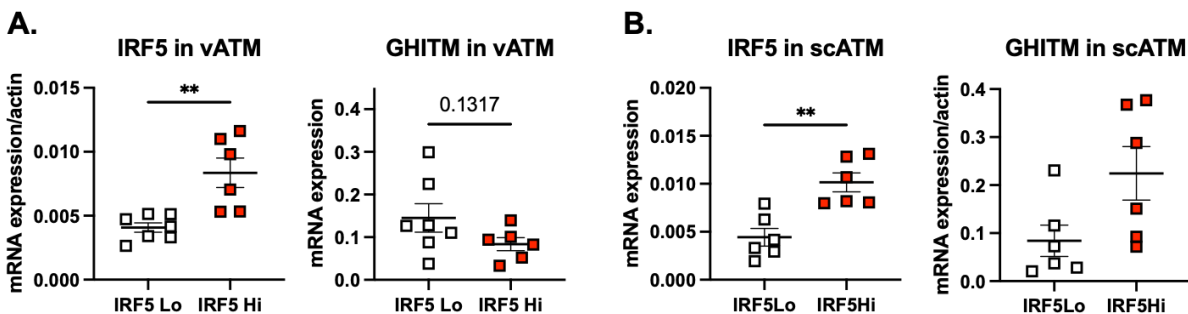 A.
IRF5 in vATM
mRNA expression/actin
0.015
0.010
0.005
0.000
**
IRF5 Lo IRF5 Hi
GHITM in vATM
mRNA expression
0.4
0.3
0.2
0.1
0.0
0.1317
IRF5 Lo IRF5 Hi
B.
IRF5 in scATM
mRNA expression
0.020
0.015
0.010
0.005
0.000
**
IRF5Lo IRF5Hi
GHITM in scATM
mRNA expression/actin
0.4
0.3
0.2
0.1
0.0
IRF5Lo IRF5Hi